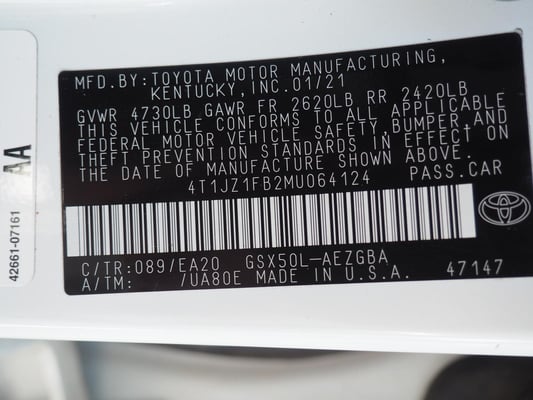 MFD.BY:TOYOTA MOTOR MANUFACTURING,
KENTUCKY,INC.01/21
GVWR 4730LB GAWR FR 2620LB RR 2420LB
THIS VEHICLE CONFORMS TO ALL APPLICABLE
FEDERAL MOTOR VEHICLE SAFETY,BUMPER AND
THEFT PREVENTION STANDARDS IN EFFECT ON
THE DATE OF MANUFACTURE SHOWN ABOVE.
4T1JZ1FB2MU064124 PASS.CAR
C/TR:089/EA20 GSX50L-AEZGBA
A/TM: /UA80E MADE IN U.S.A. 47147
AA
42661-07161